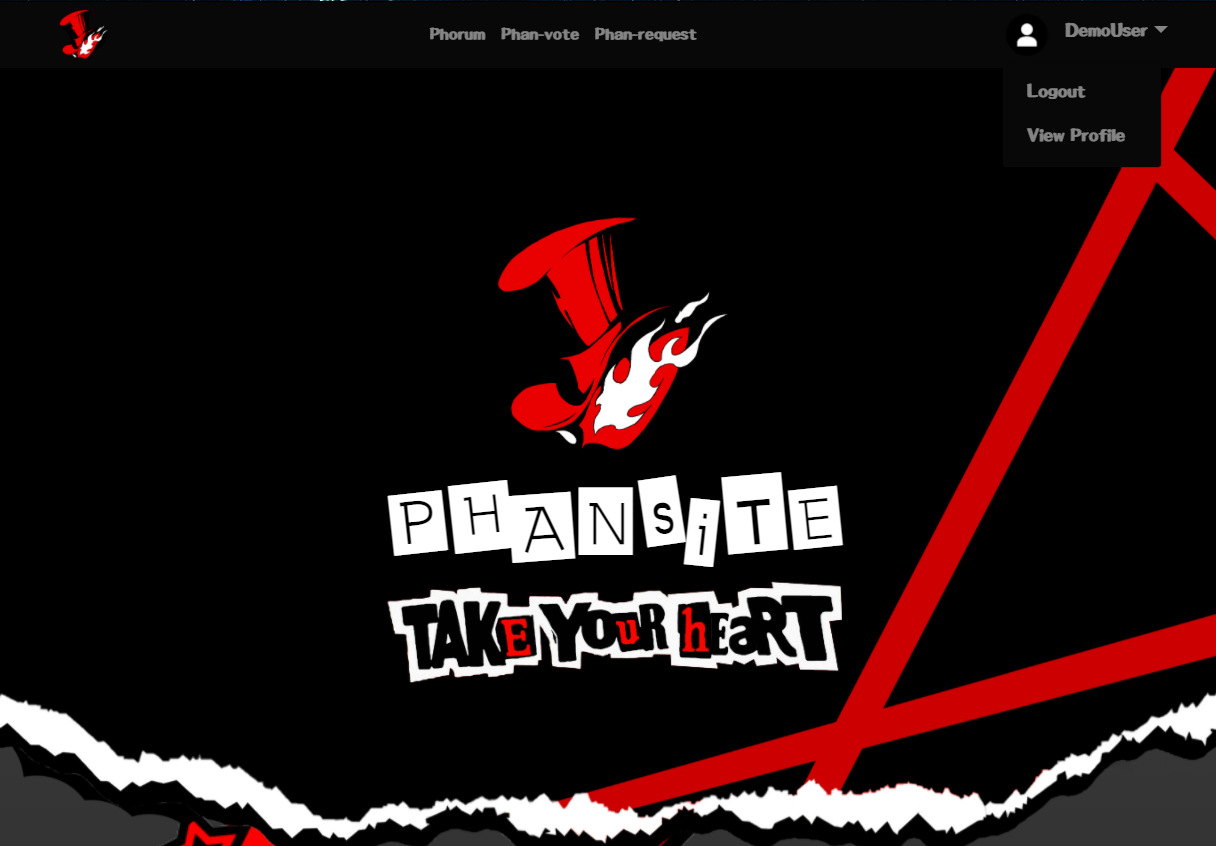 Phorum Phan-vote Phan-request
DemoUser
Logout
View Profile
PHANSiTE
TAKE YOuR hEaRT